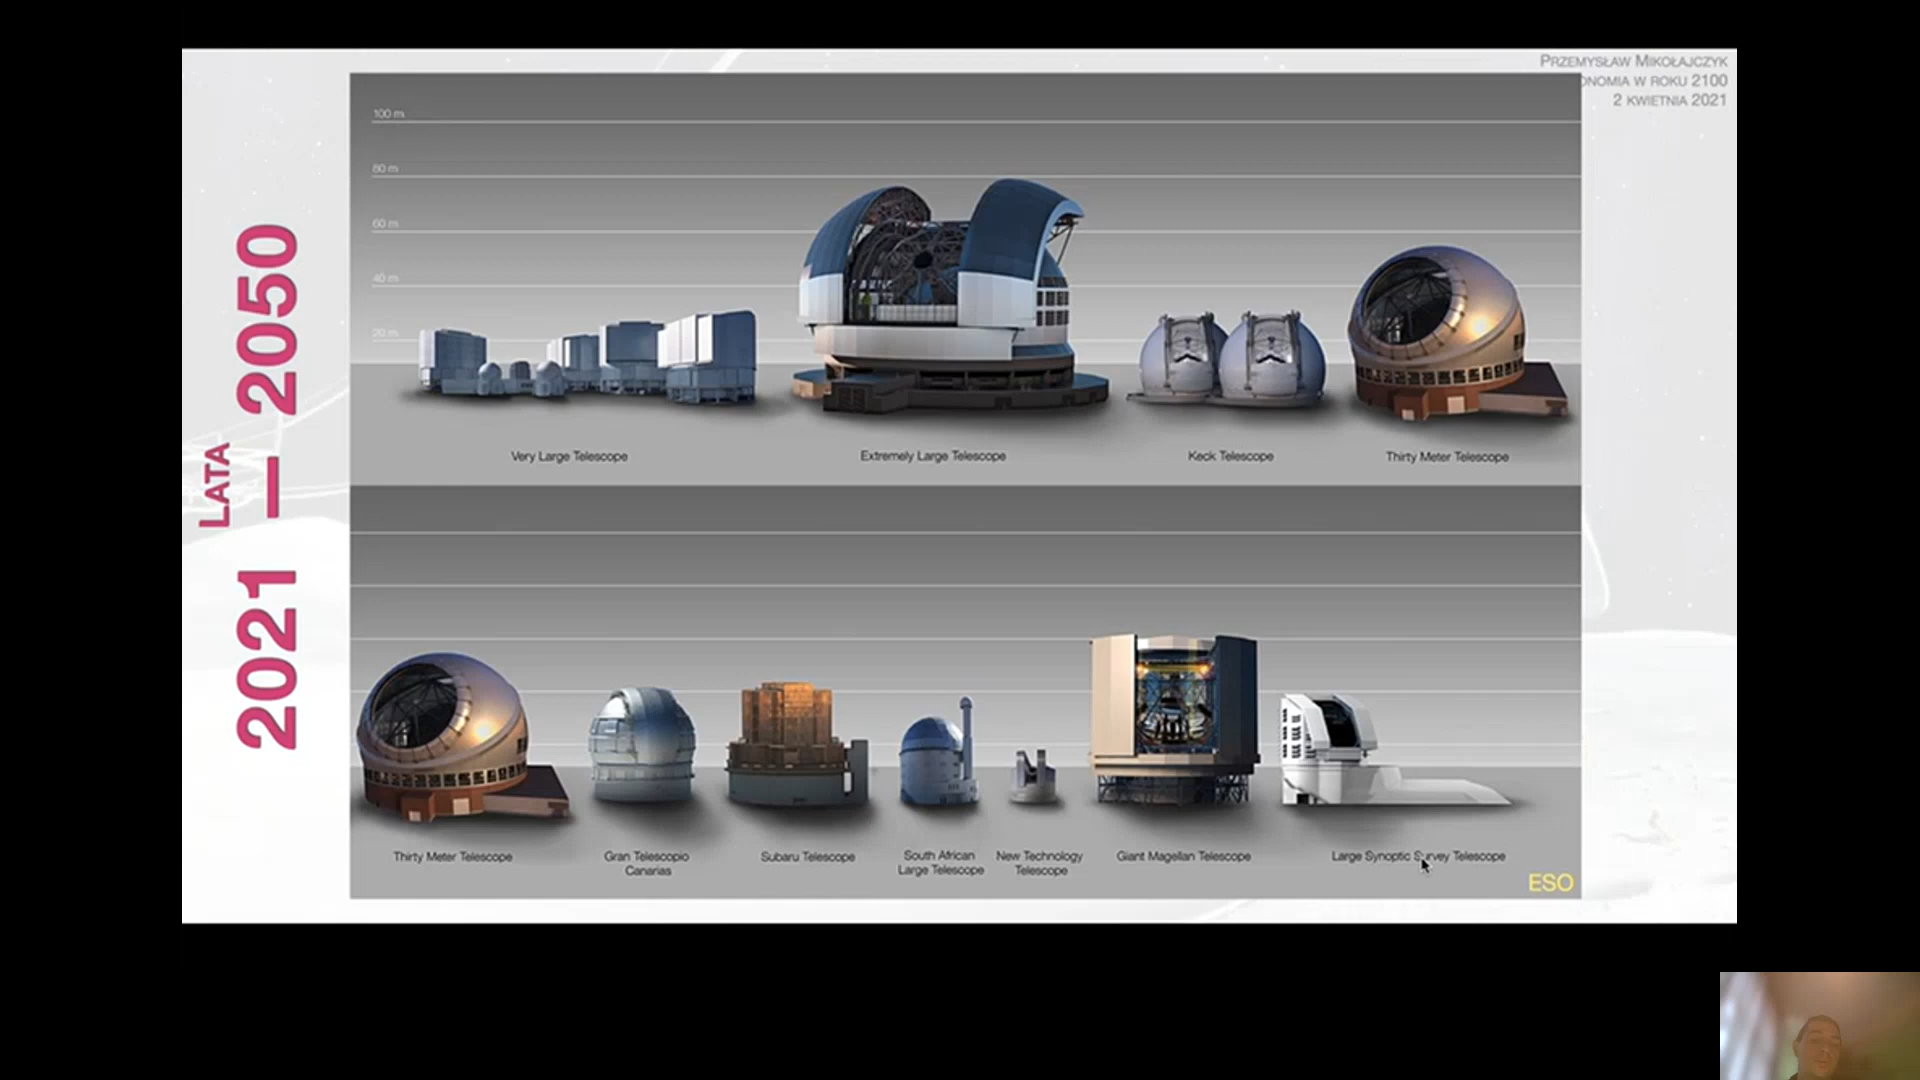 PRZEMYSŁAW MIKOŁAJCZYK
ONOMIA W ROKU 2100
2 KWIETNIA 2021
LATA
2021 — 2050
100 m
80 m
60 m
40 m
20 m
Very Large Telescope
Extremely Large Telescope
Keck Telescope
Thirty Meter Telescope
Thirty Meter Telescope
Gran Telescopio
Canarias
Subaru Telescope
South African
Large Telescope
New Technology
Telescope
Giant Magellan Telescope
Large Synoptic Survey Telescope
ESO